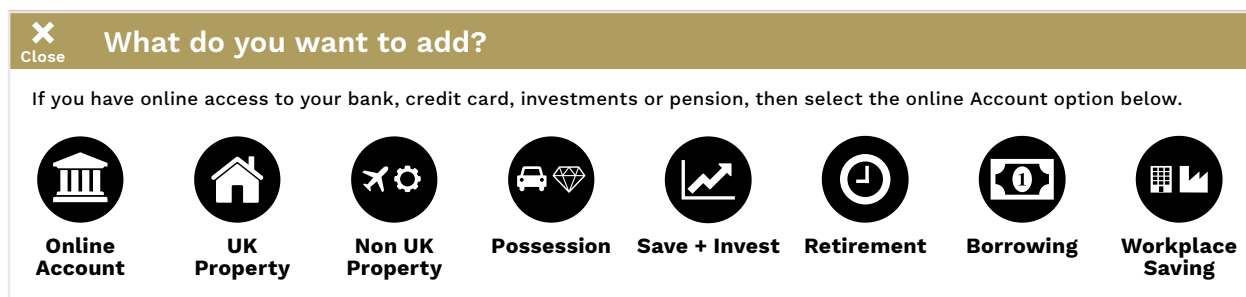 What do you want to add?
Close
If you have online access to your bank, credit card, investments or pension, then select the online Account option below.
1
Online
Account
UK
Property
Non UK
Property
Possession
Save + Invest
Retirement
Borrowing
Workplace
Saving